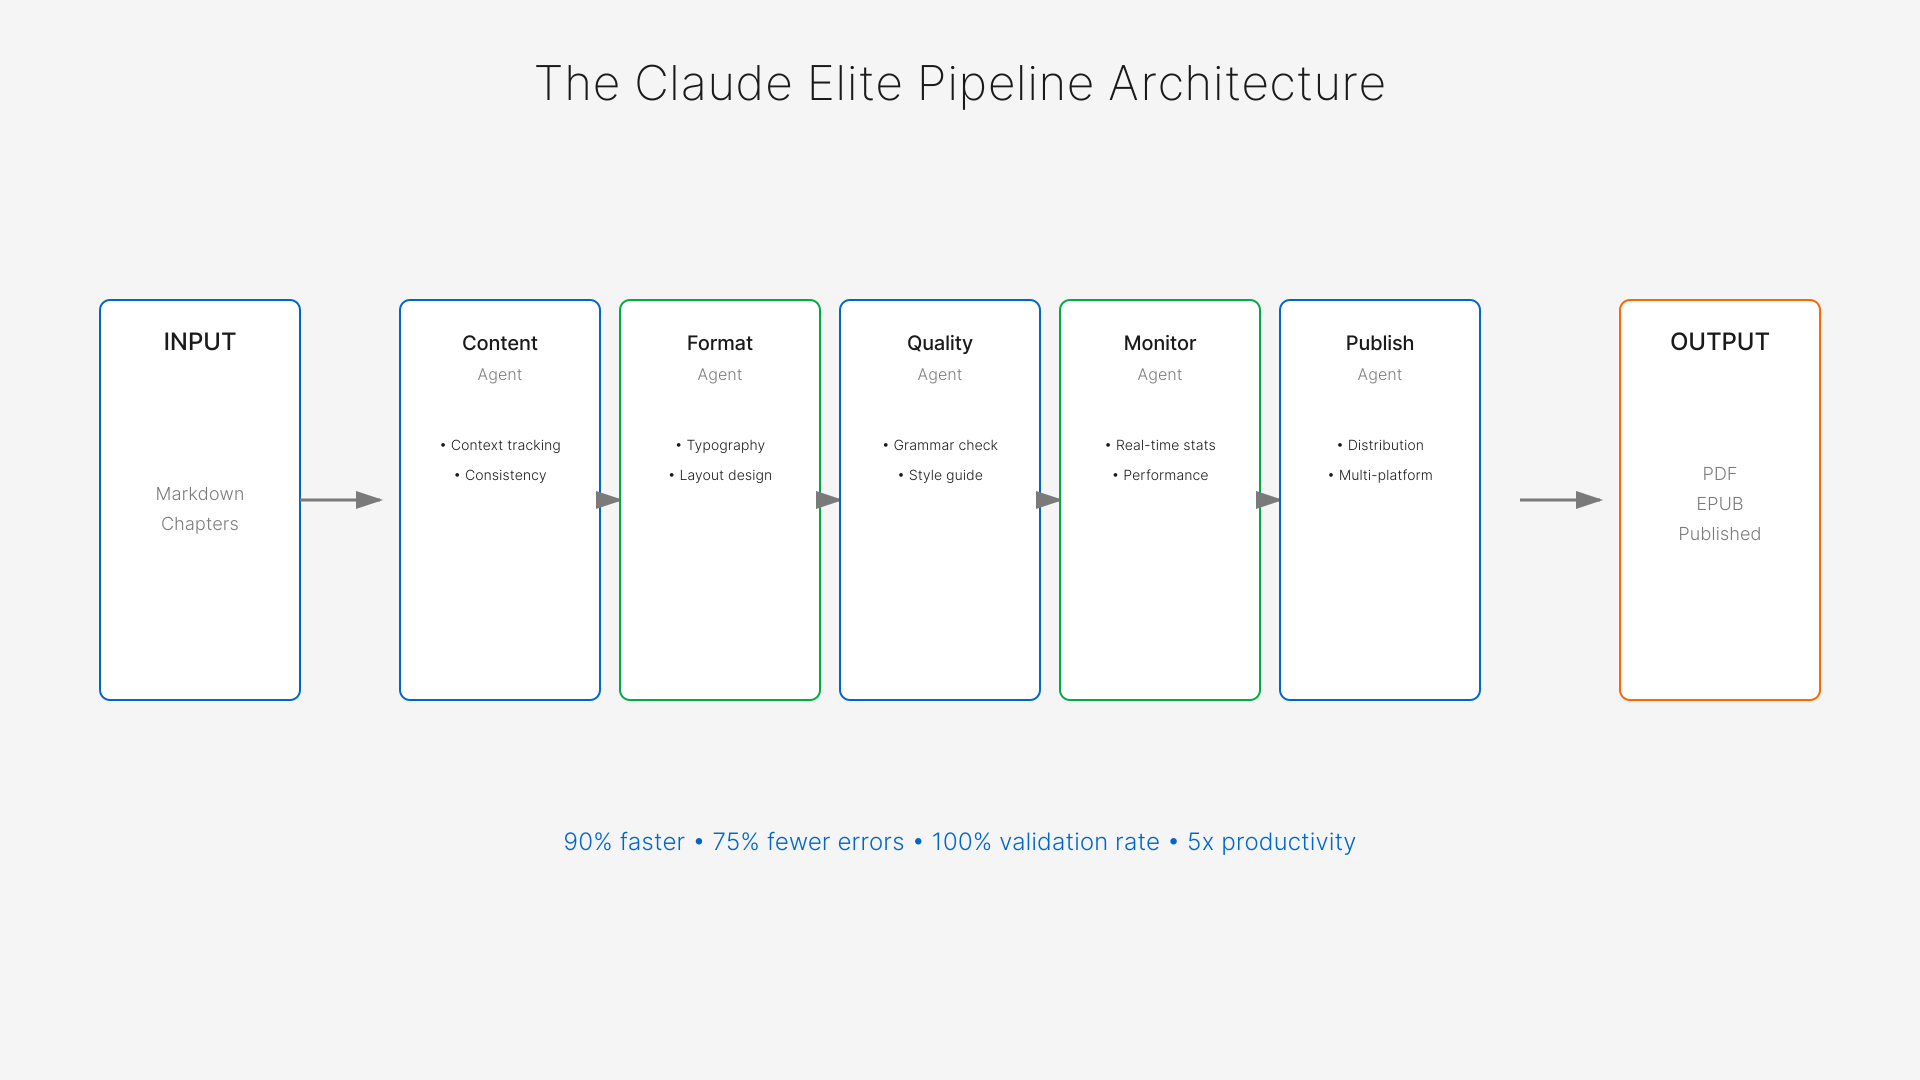 The Claude Elite Pipeline Architecture
INPUT
Markdown
Chapters
Content
Agent
• Context tracking
• Consistency
Format
Agent
• Typography
• Layout design
Quality
Agent
• Grammar check
• Style guide
Monitor
Agent
• Real-time stats
• Performance
Publish
Agent
• Distribution
• Multi-platform
OUTPUT
PDF
EPUB
Published
90% faster • 75% fewer errors • 100% validation rate • 5x productivity